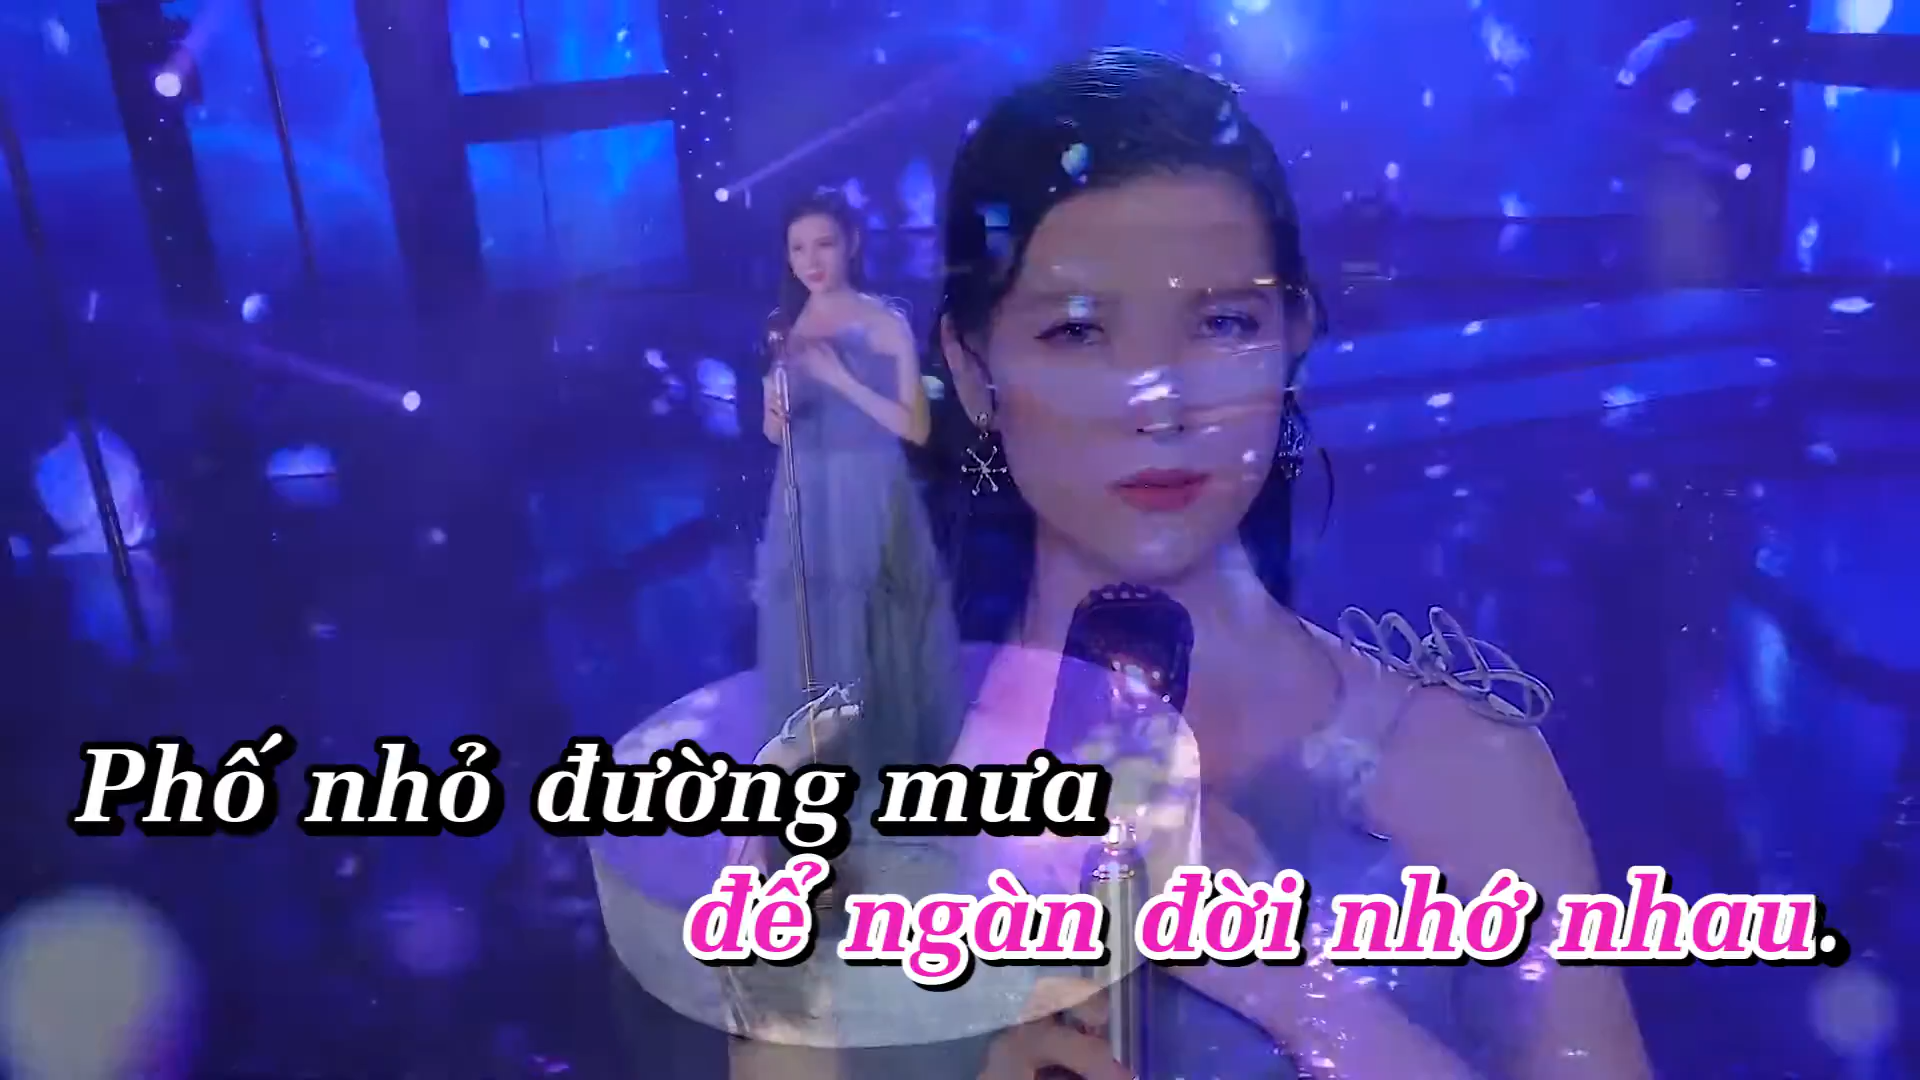 Phố nhỏ đường mưa
để ngàn đời nhớ nhau.